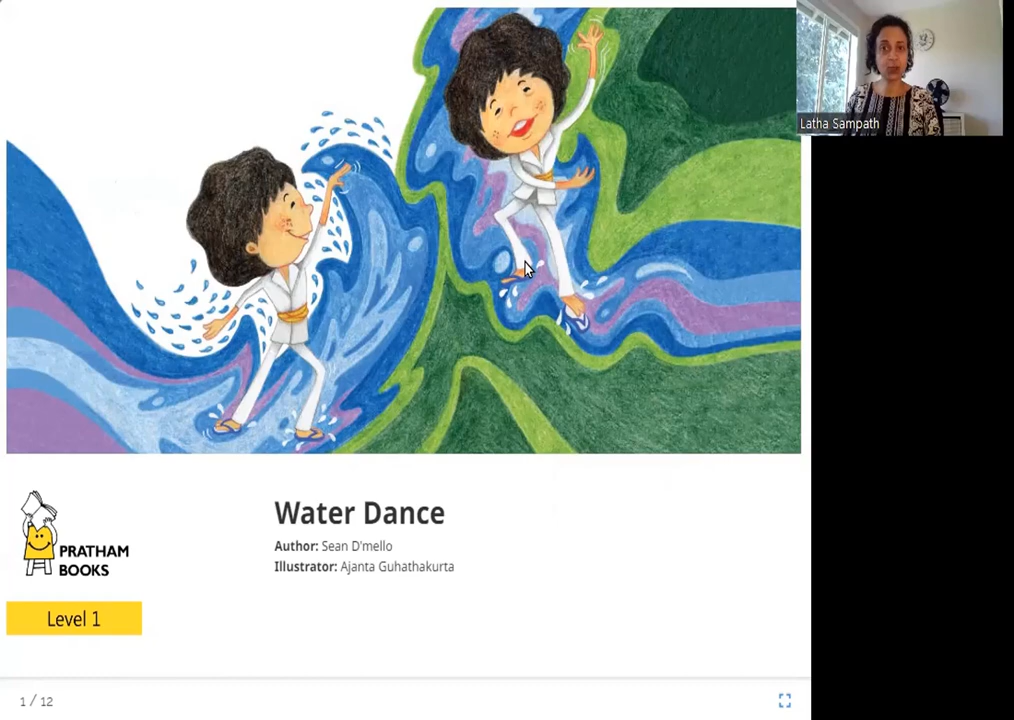 Latha Sampath
Water Dance
Author: Sean D'mello
Illustrator: Ajanta Guhathakurta
PRATHAM
BOOKS
Level 1
1 / 12